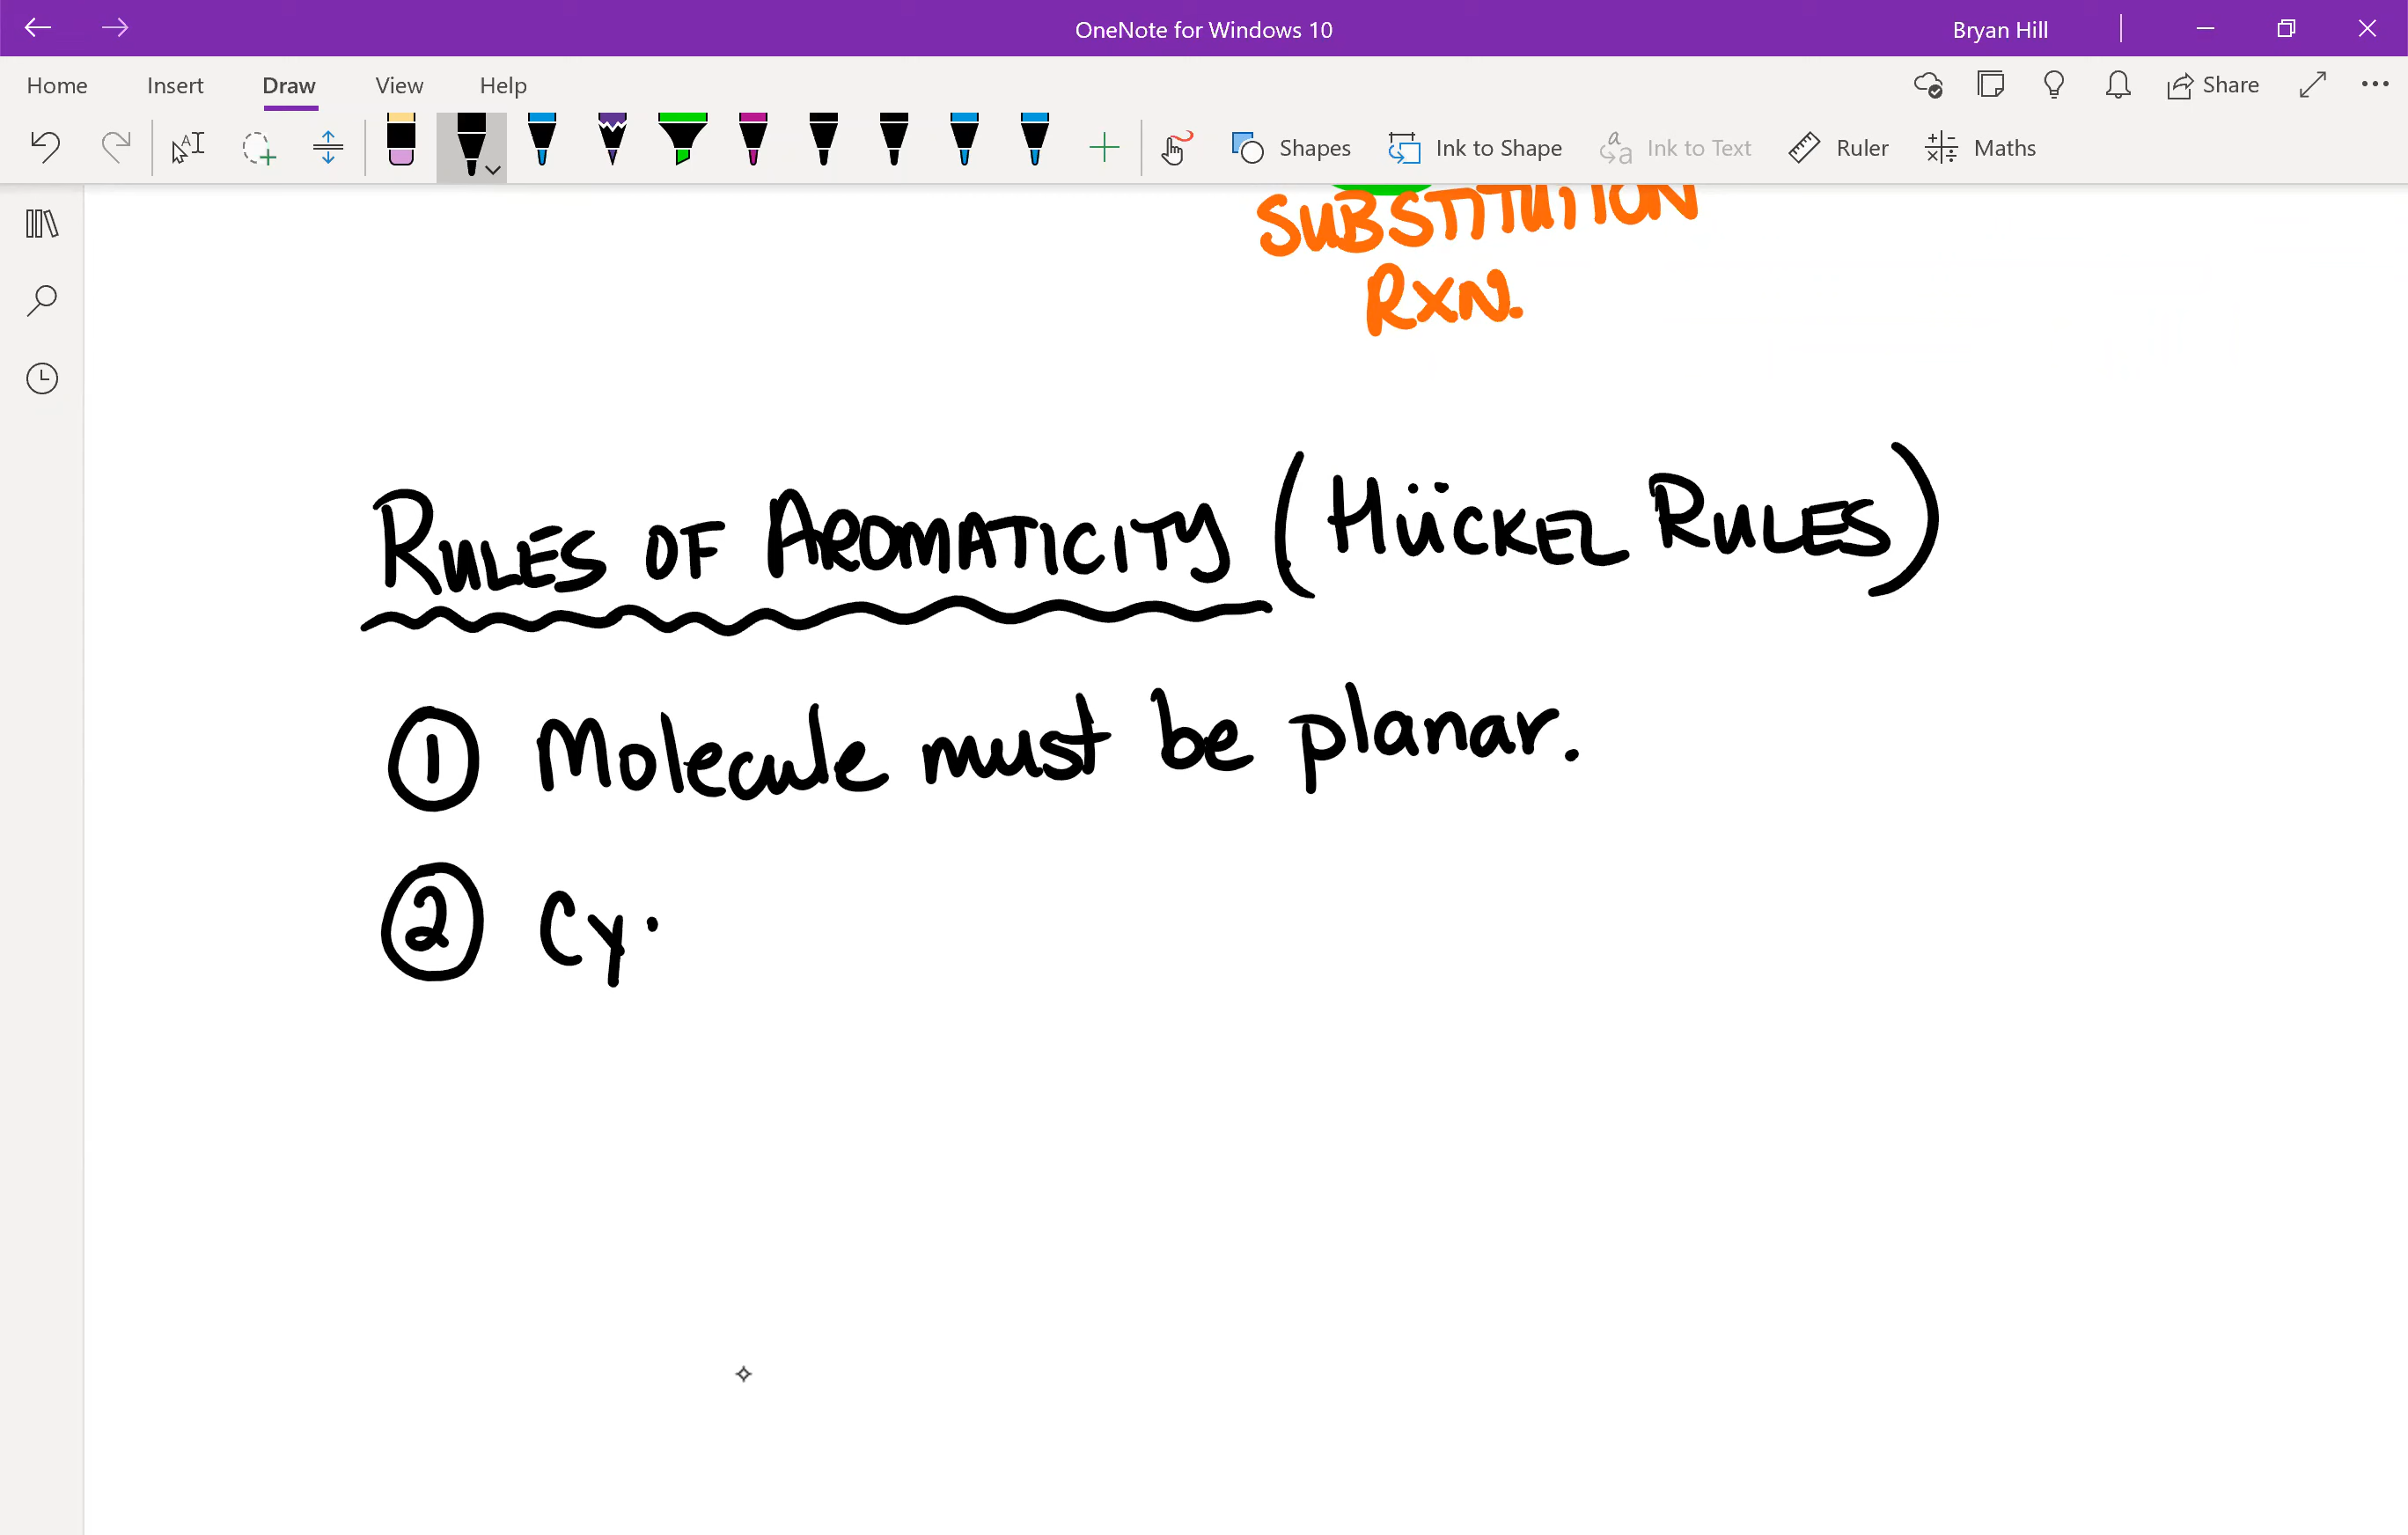 OneNote for Windows 10
Bryan Hill
Home Insert Draw View Help
Share
Shapes Ink to Shape Ink to Text Ruler Maths
SUBSTITUTION
RXN.
RULES OF AROMATICITY (HÜCKEL RULES)
① Molecule must be planar.
② Cy.